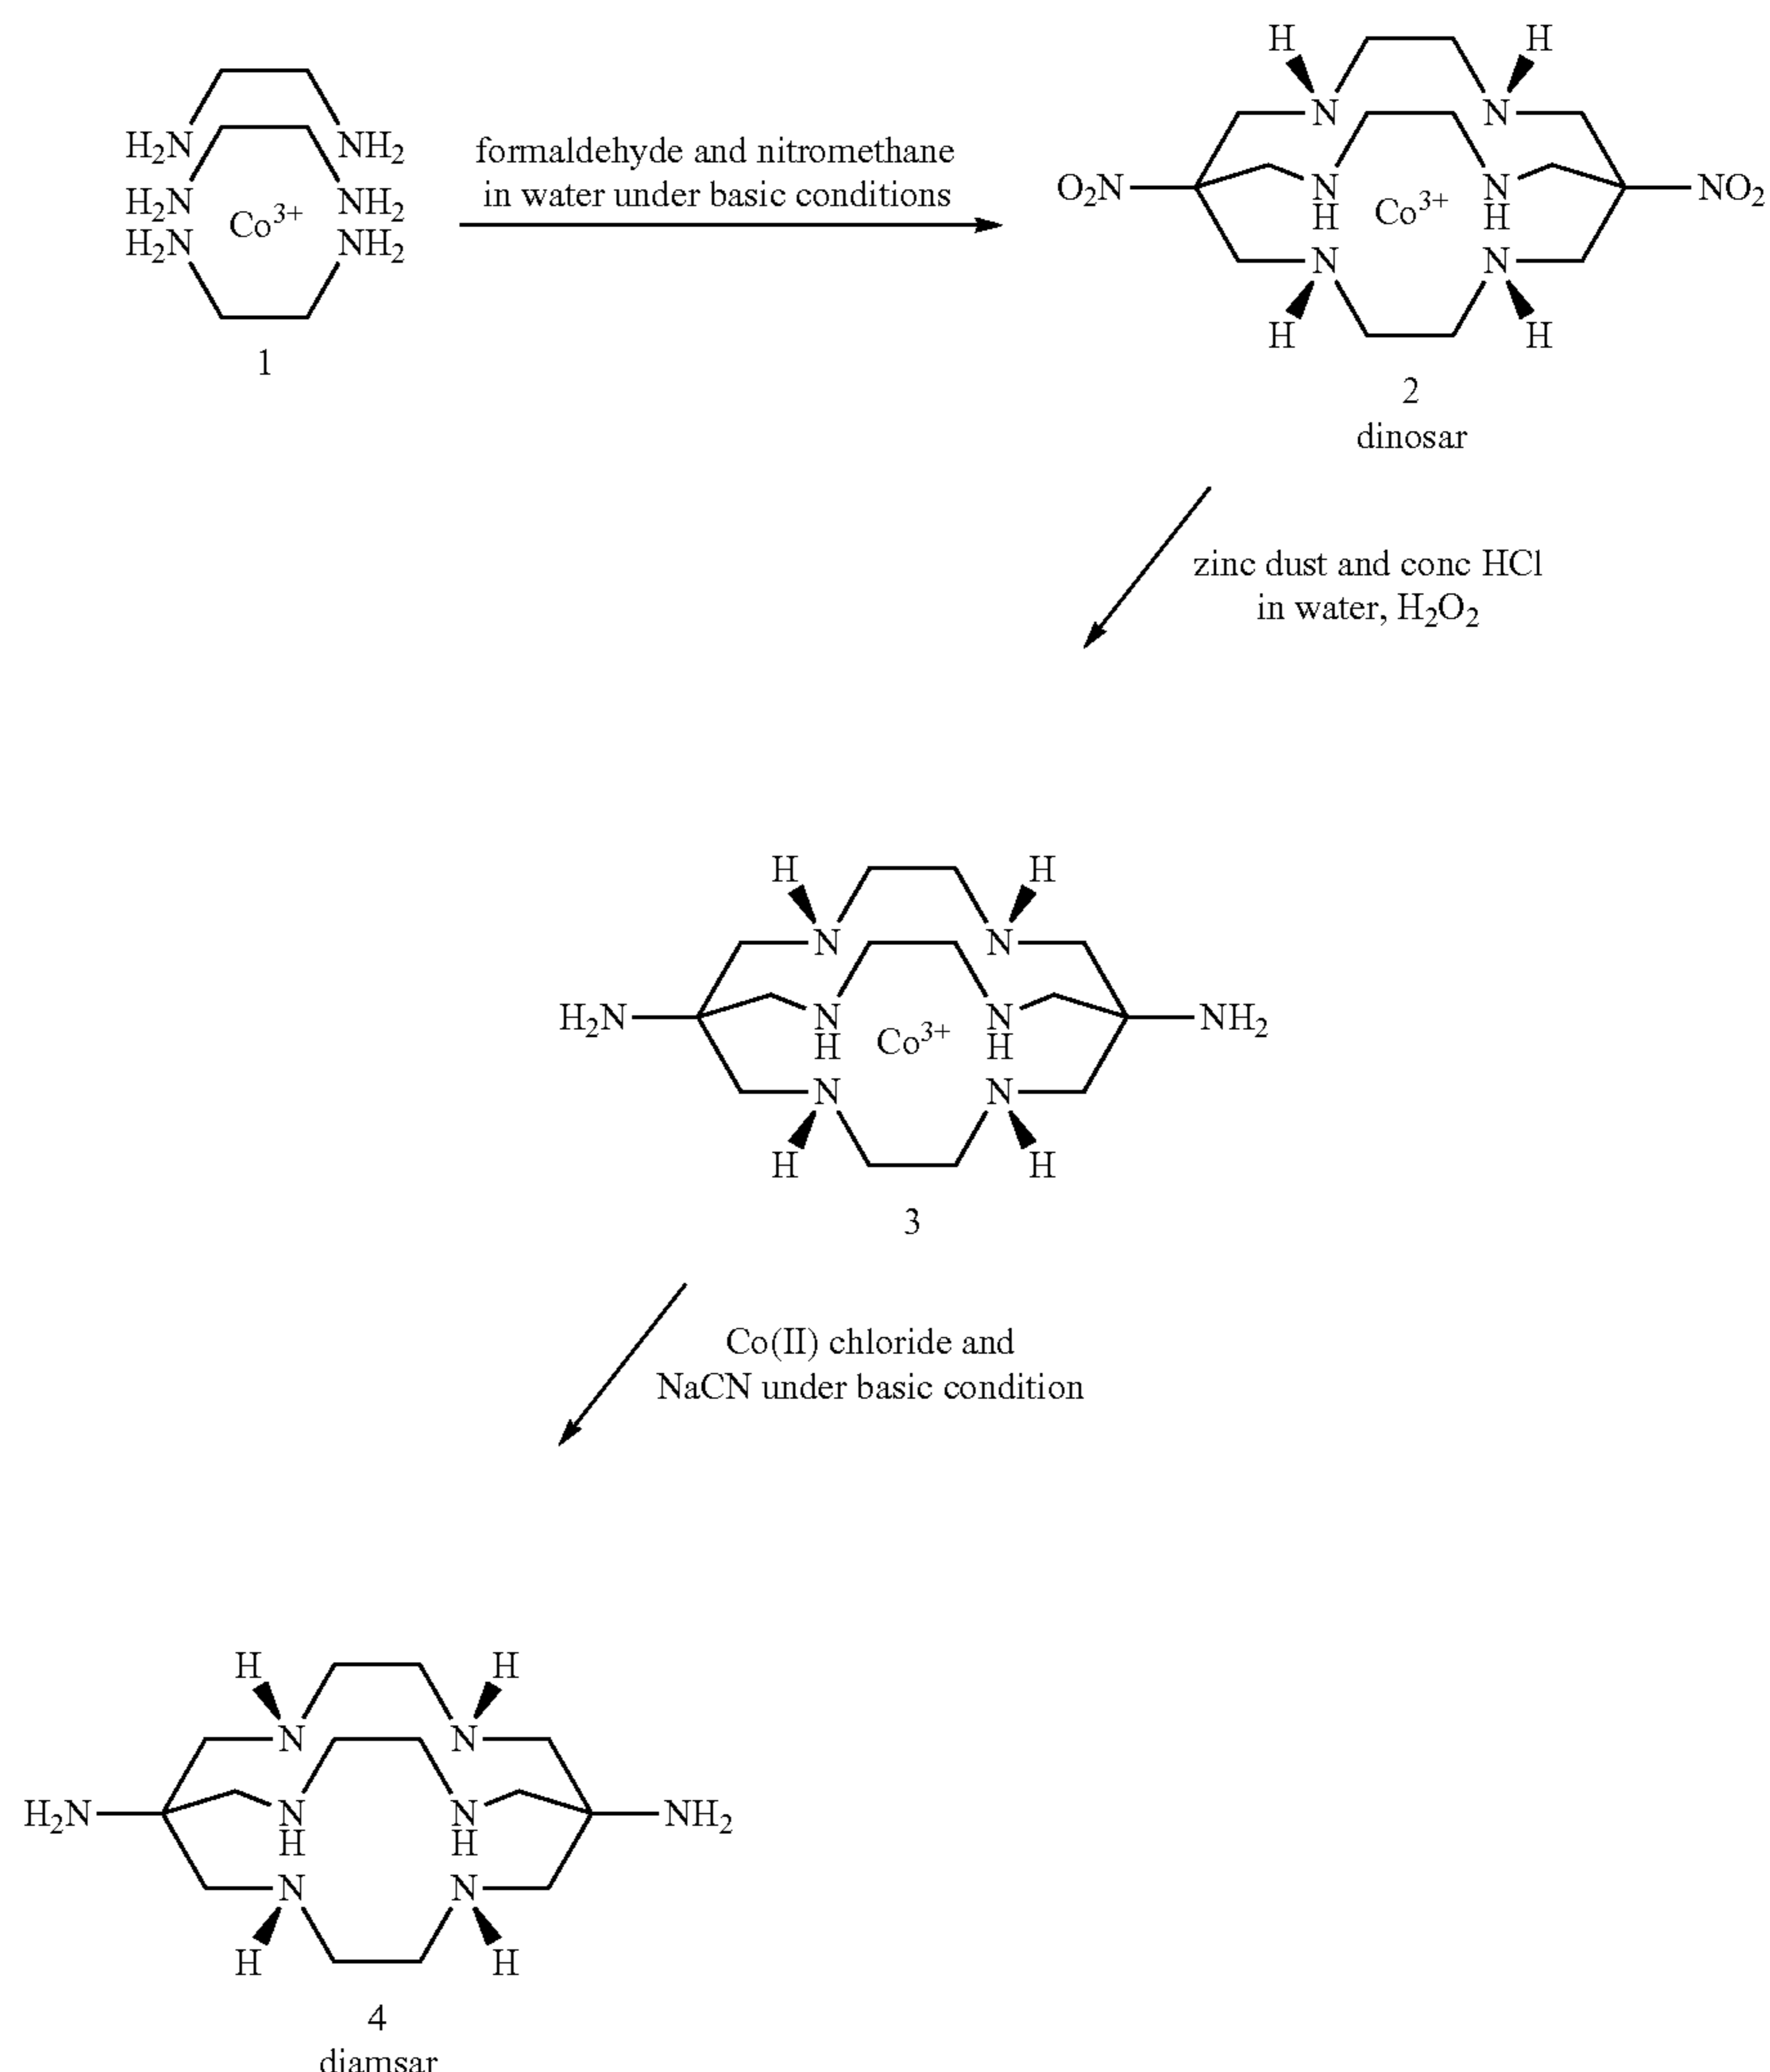 H₂N NH₂
H₂N NH₂
Co³⁺
H₂N NH₂
1
formaldehyde and nitromethane
in water under basic conditions
H H
N N
O₂N N N NO₂
H Co³⁺ H
N N
H H
2
dinosar
zinc dust and conc HCl
in water, H₂O₂
H H
N N
H₂N N N NH₂
H Co³⁺ H
N N
H H
3
Co(II) chloride and
NaCN under basic condition
H H
N N
H₂N N N NH₂
H H
N N
H H
4
diamsar